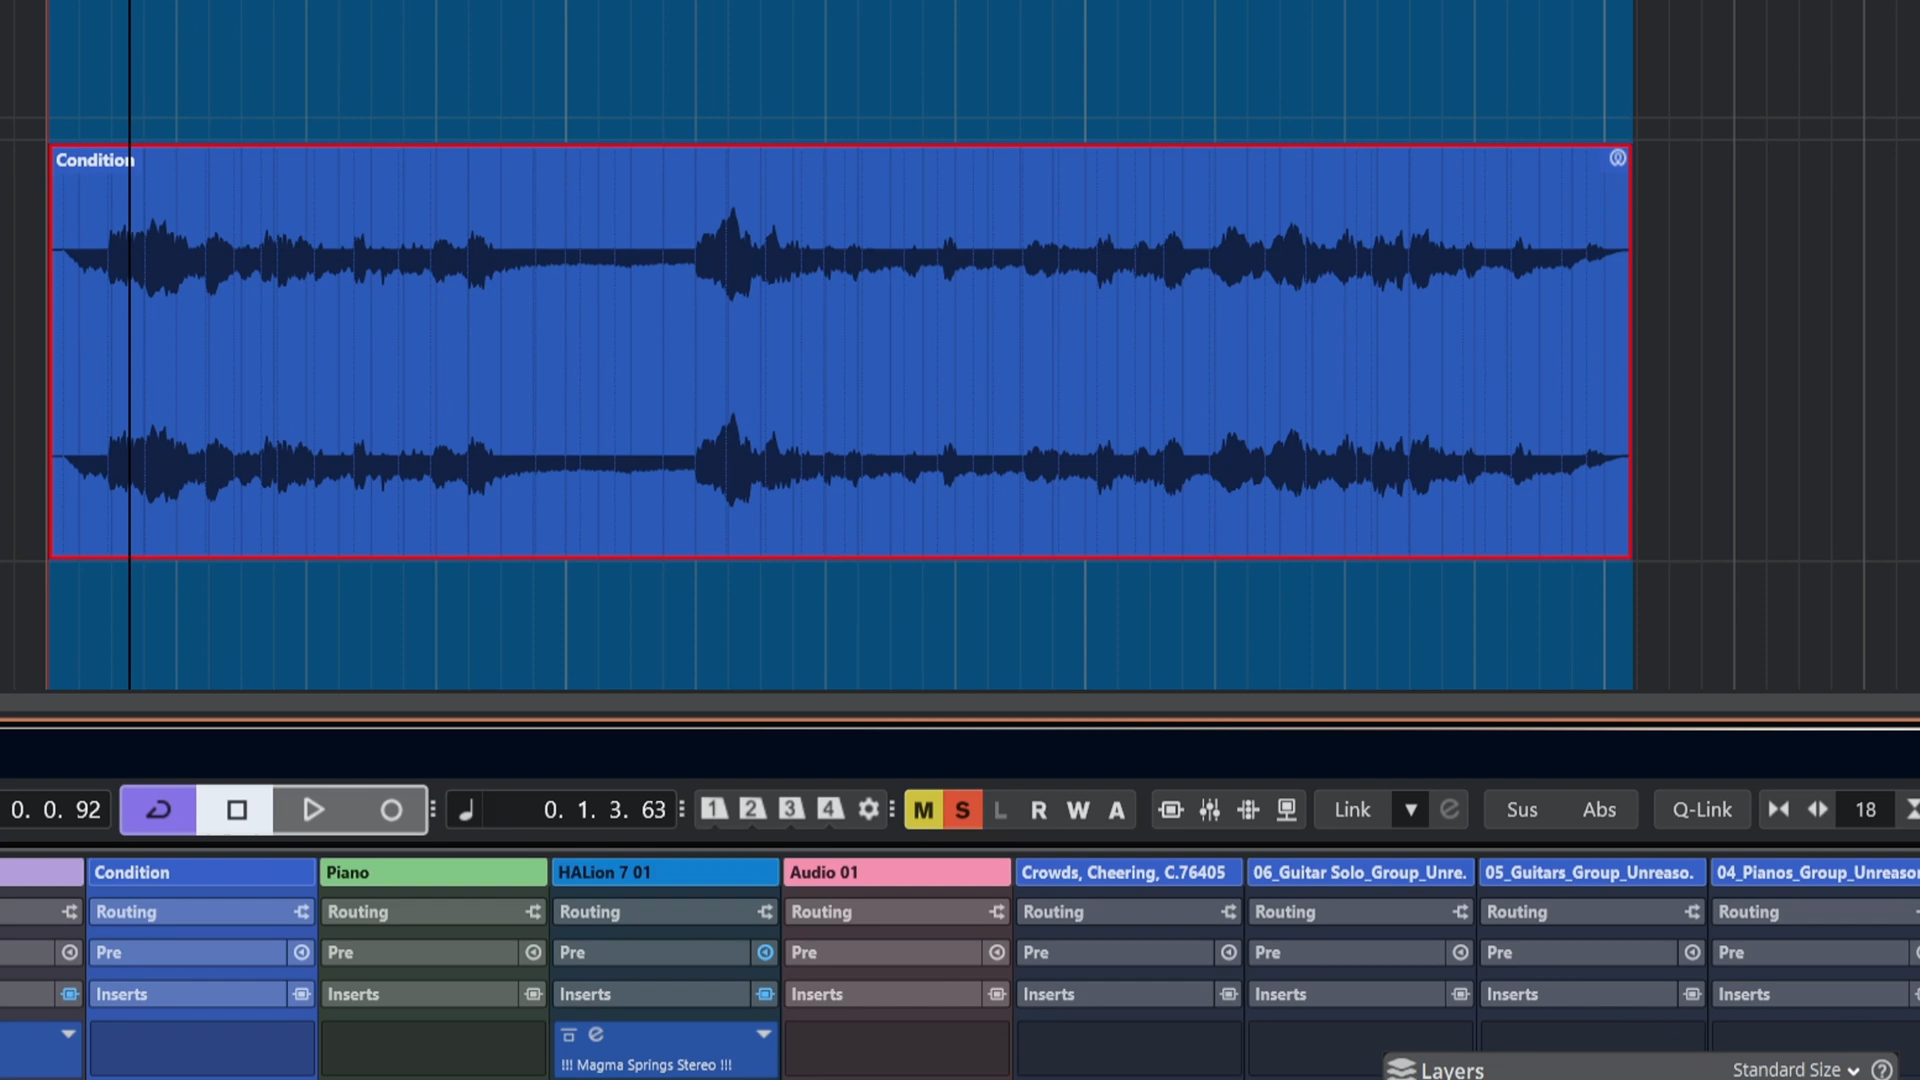 Condition
0. 0. 92
0. 1. 3. 63
1 2 3 4
M S L R W A
Link
Sus Abs
Q-Link
18
Condition
Piano
HALion 7 01
Audio 01
Crowds, Cheering, C.76405
06_Guitar Solo_Group_Unre.
05_Guitars_Group_Unreaso.
04_Pianos_Group_Unreason
Routing Routing Routing Routing Routing Routing Routing Routing
Pre Pre Pre Pre Pre Pre Pre Pre
Inserts Inserts Inserts Inserts Inserts Inserts Inserts Inserts
!!! Magma Springs Stereo !!!
Layers
Standard Size